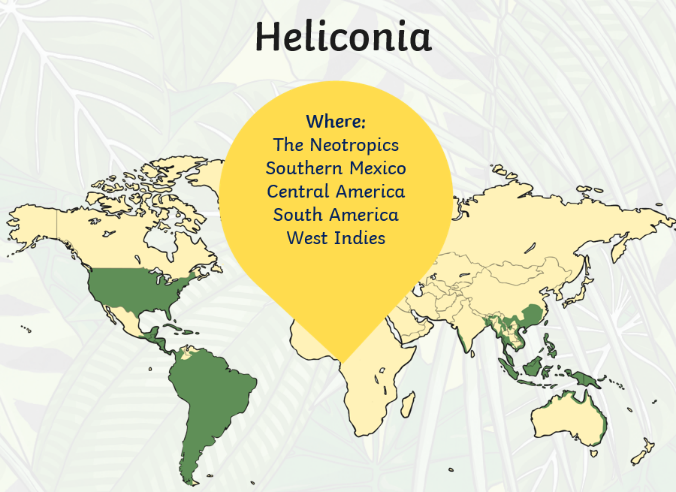 Heliconia
Where:
The Neotropics
Southern Mexico
Central America
South America
West Indies